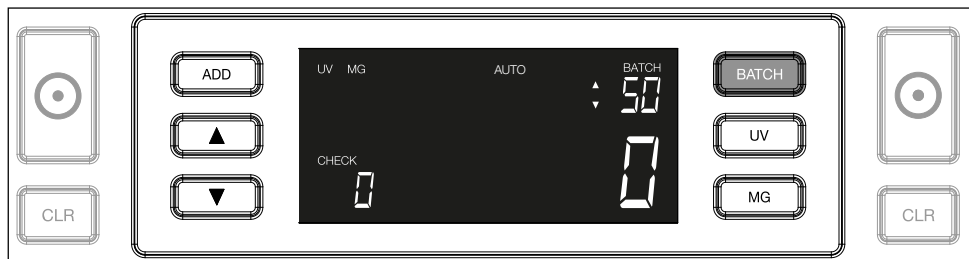 ADD
UV MG AUTO BATCH
50
BATCH
UV
CHECK
0 0
MG
CLR
CLR